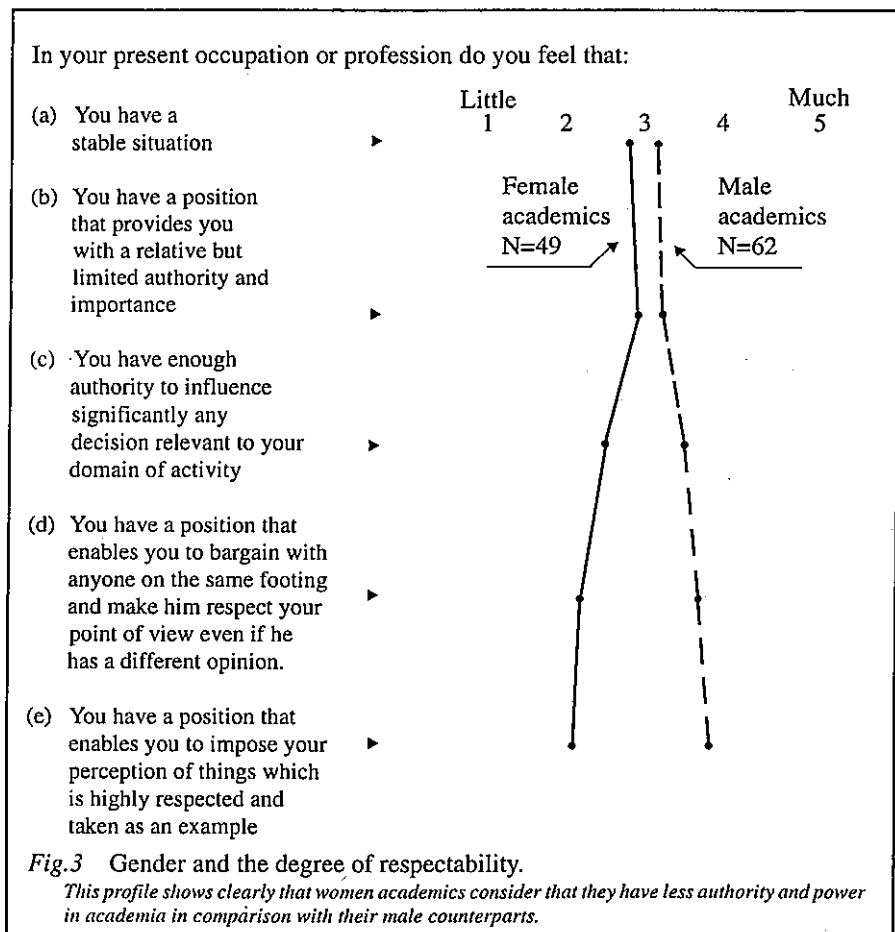 In your present occupation or profession do you feel that:
Little Much
1 2 3 4 5
(a) You have a
stable situation
Female
academics
N=49
Male
academics
N=62
(b) You have a position
that provides you
with a relative but
limited authority and
importance
(c) You have enough
authority to influence
significantly any
decision relevant to your
domain of activity
(d) You have a position that
enables you to bargain with
anyone on the same footing
and make him respect your
point of view even if he
has a different opinion.
(e) You have a position that
enables you to impose your
perception of things which
is highly respected and
taken as an example
Fig.3 Gender and the degree of respectability.
This profile shows clearly that women academics consider that they have less authority and power
in academia in comparison with their male counterparts.